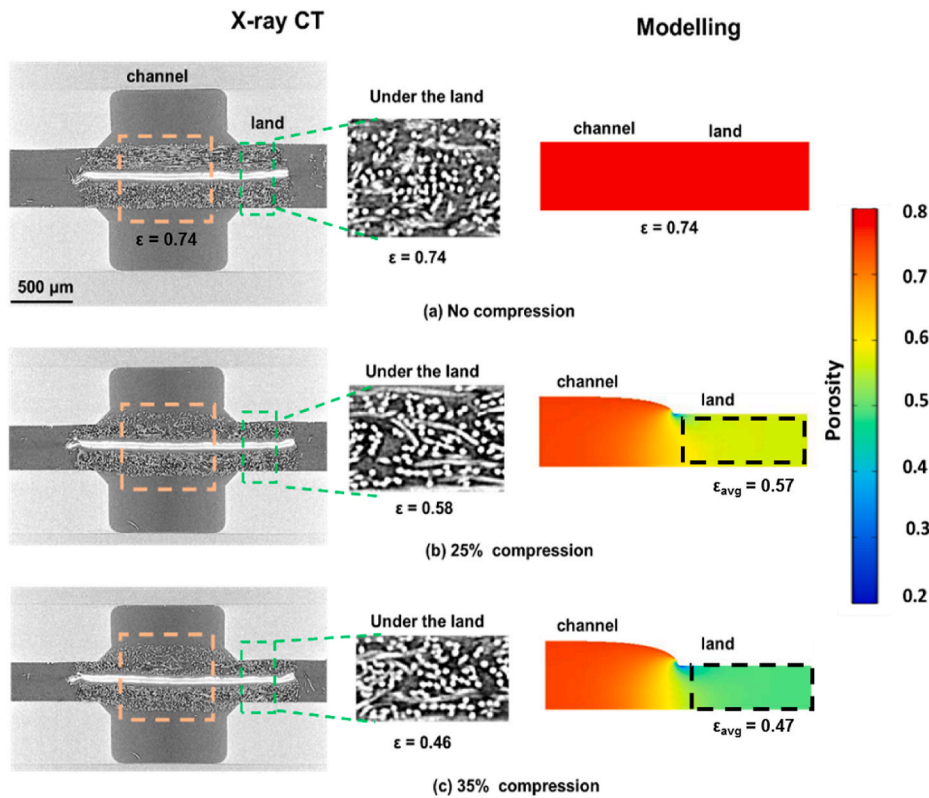 X-ray CT
Modelling
channel
land
Under the land
ε = 0.74
ε = 0.74
500 µm
channel
land
ε = 0.74
(a) No compression
Under the land
ε = 0.58
channel
land
εavg = 0.57
(b) 25% compression
Under the land
ε = 0.46
channel
land
εavg = 0.47
(c) 35% compression
Porosity
0.8
0.7
0.6
0.5
0.4
0.3
0.2